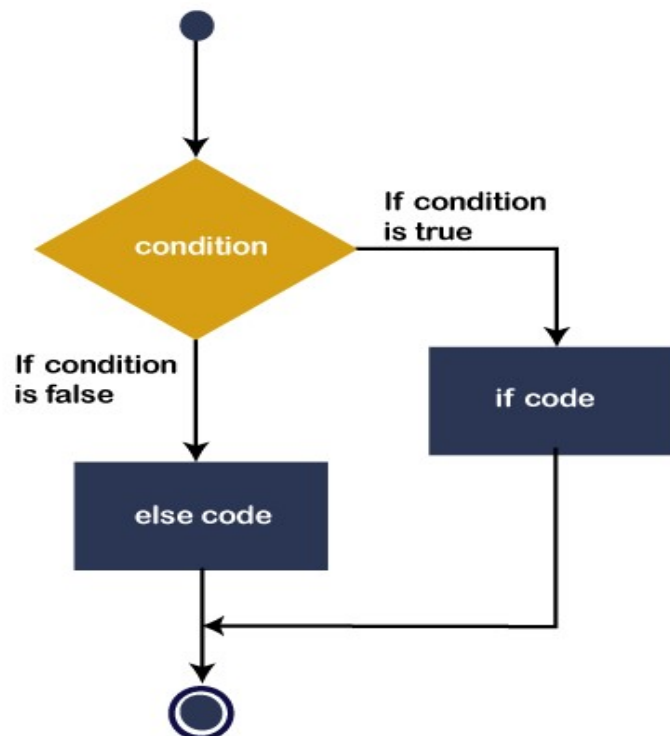 condition
If condition
is true
If condition
is false
if code
else code